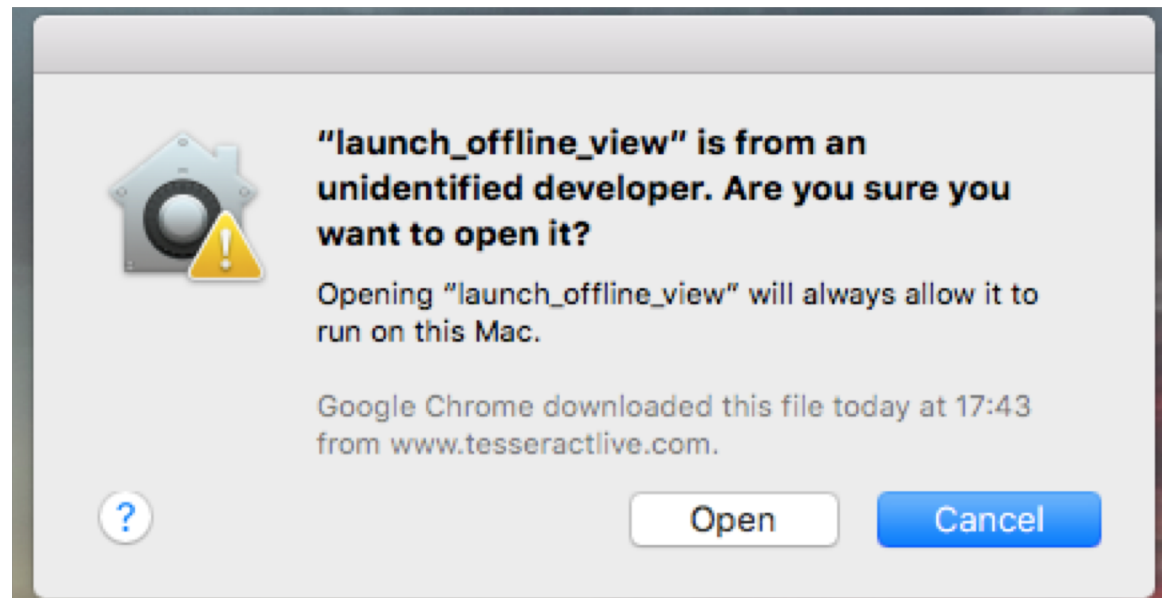 “launch_offline_view” is from an
unidentified developer. Are you sure you
want to open it?
Opening “launch_offline_view” will always allow it to
run on this Mac.
Google Chrome downloaded this file today at 17:43
from www.tesseractlive.com.
?
Open
Cancel